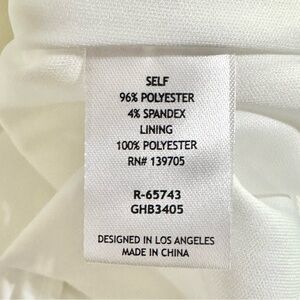 SELF
96% POLYESTER
4% SPANDEX
LINING
100% POLYESTER
RN# 139705
R-65743
GHB3405
DESIGNED IN LOS ANGELES
MADE IN CHINA